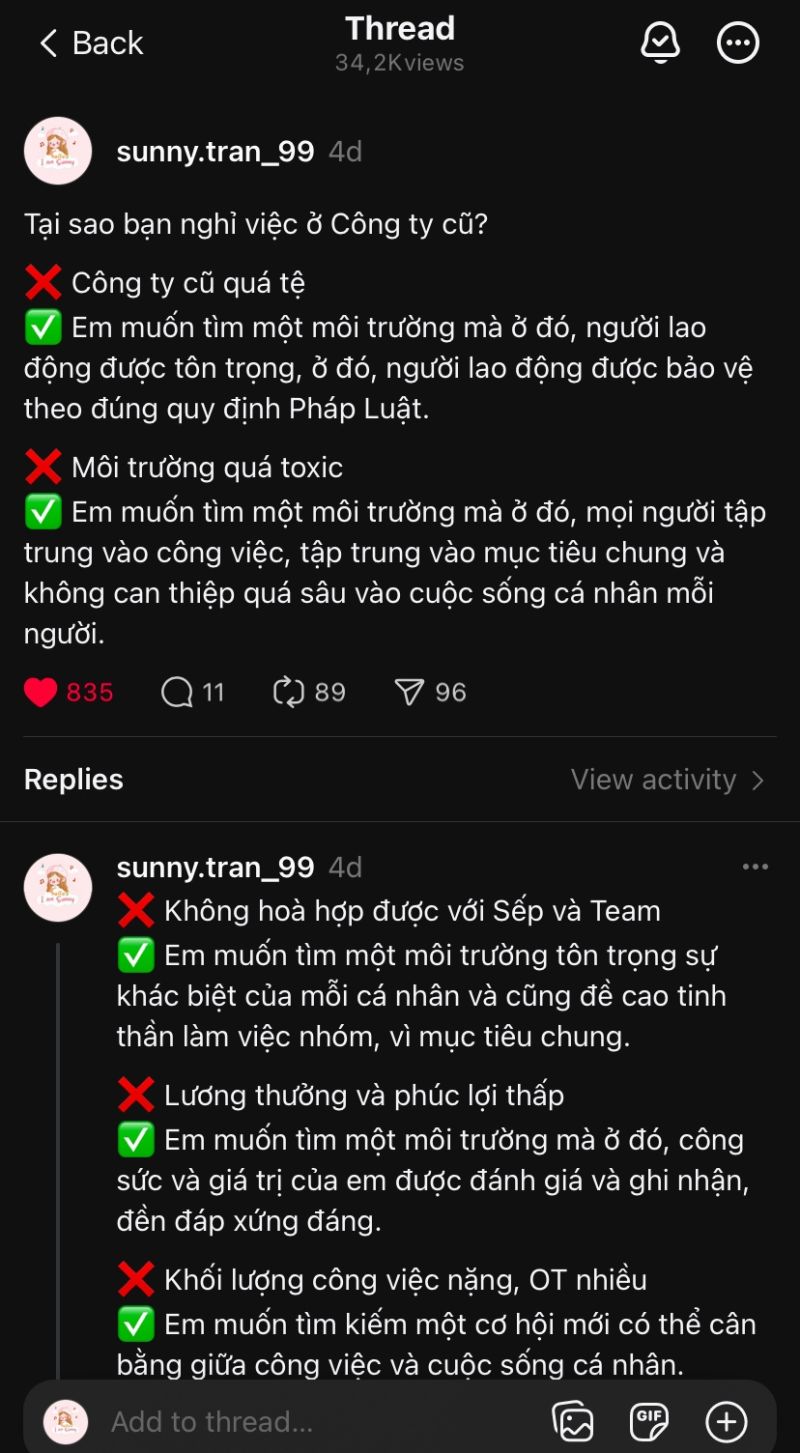 Back
Thread
34,2Kviews
sunny.tran_99 4d
Tại sao bạn nghỉ việc ở Công ty cũ?
❌ Công ty cũ quá tệ
✅ Em muốn tìm một môi trường mà ở đó, người lao
động được tôn trọng, ở đó, người lao động được bảo vệ
theo đúng quy định Pháp Luật.
❌ Môi trường quá toxic
✅ Em muốn tìm một môi trường mà ở đó, mọi người tập
trung vào công việc, tập trung vào mục tiêu chung và
không can thiệp quá sâu vào cuộc sống cá nhân mỗi
người.
835 11 89 96
Replies
View activity
sunny.tran_99 4d
❌ Không hoà hợp được với Sếp và Team
✅ Em muốn tìm một môi trường tôn trọng sự
khác biệt của mỗi cá nhân và cũng đề cao tinh
thần làm việc nhóm, vì mục tiêu chung.
❌ Lương thưởng và phúc lợi thấp
✅ Em muốn tìm một môi trường mà ở đó, công
sức và giá trị của em được đánh giá và ghi nhận,
đền đáp xứng đáng.
❌ Khối lượng công việc nặng, OT nhiều
✅ Em muốn tìm kiếm một cơ hội mới có thể cân
bằng giữa công việc và cuộc sống cá nhân.
Add to thread...
GIF